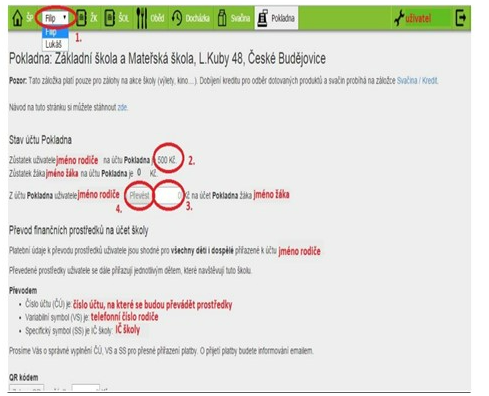 ŠP Filip ŽK ŠOL Oběd Docházka Svačina Pokladna uživatel
Filip
Lukáš
1.
Pokladna: Základní škola a Mateřská škola, L.Kuby 48, České Budějovice
Pozor: Tato záložka platí pouze pro zálohy na akce školy (výlety, kino…). Dobíjení kreditu pro odběr dotovaných produktů a svačin probíhá na záložce Svačina / Kredit.
Návod na tuto stránku si můžete stáhnout zde.
Stav účtu Pokladna
Zůstatek uživatele jméno rodiče na účtu Pokladna je 500 Kč. 2.
Zůstatek žáka jméno žáka na účtu Pokladna je 0 Kč.
Z účtu Pokladna uživatele jméno rodiče Převést 0 Kč na účet Pokladna žáka jméno žáka
4. 3.
Převod finančních prostředků na účet školy
Platební údaje k převodu prostředků uživatele jsou shodné pro všechny děti i dospělé přiřazené k účtu jméno rodiče
Převedené prostředky uživatele se dále přiřazují jednotlivým dětem, které navštěvují tuto školu.
Převodem
• Číslo účtu (ČÚ) je: číslo účtu, na které se budou převádět prostředky
• Variabilní symbol (VS) je: telefonní číslo rodiče
• Specifický symbol (SS) je IČ školy: IČ školy
Prosíme Vás o správné vyplnění ČÚ, VS a SS pro přesné přiřazení platby. O přijetí platby budete informováni emailem.
QR kódem